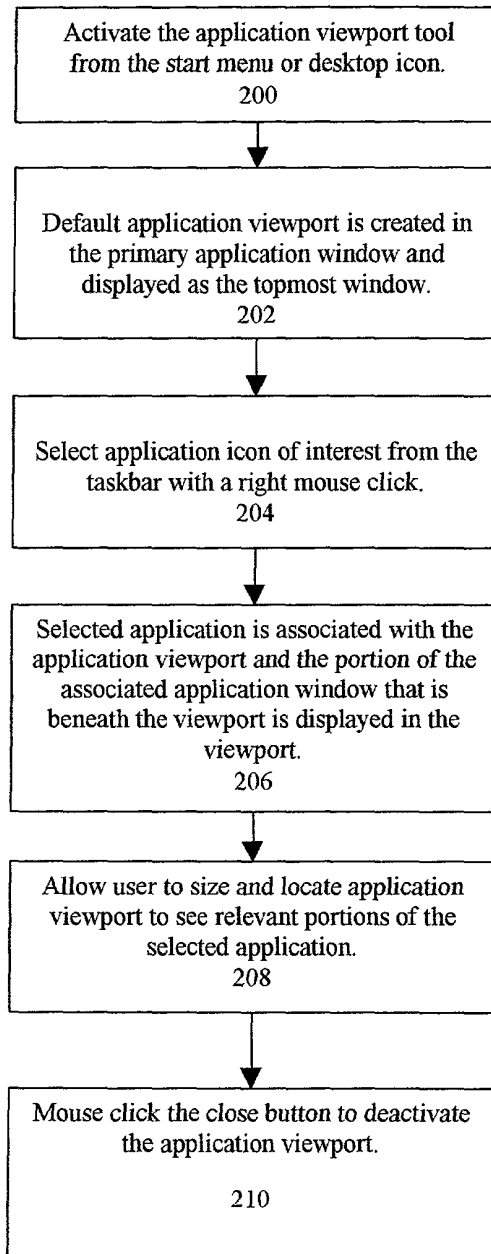 Activate the application viewport tool
from the start menu or desktop icon.
200
Default application viewport is created in
the primary application window and
displayed as the topmost window.
202
Select application icon of interest from the
taskbar with a right mouse click.
204
Selected application is associated with the
application viewport and the portion of the
associated application window that is
beneath the viewport is displayed in the
viewport.
206
Allow user to size and locate application
viewport to see relevant portions of the
selected application.
208
Mouse click the close button to deactivate
the application viewport.
210